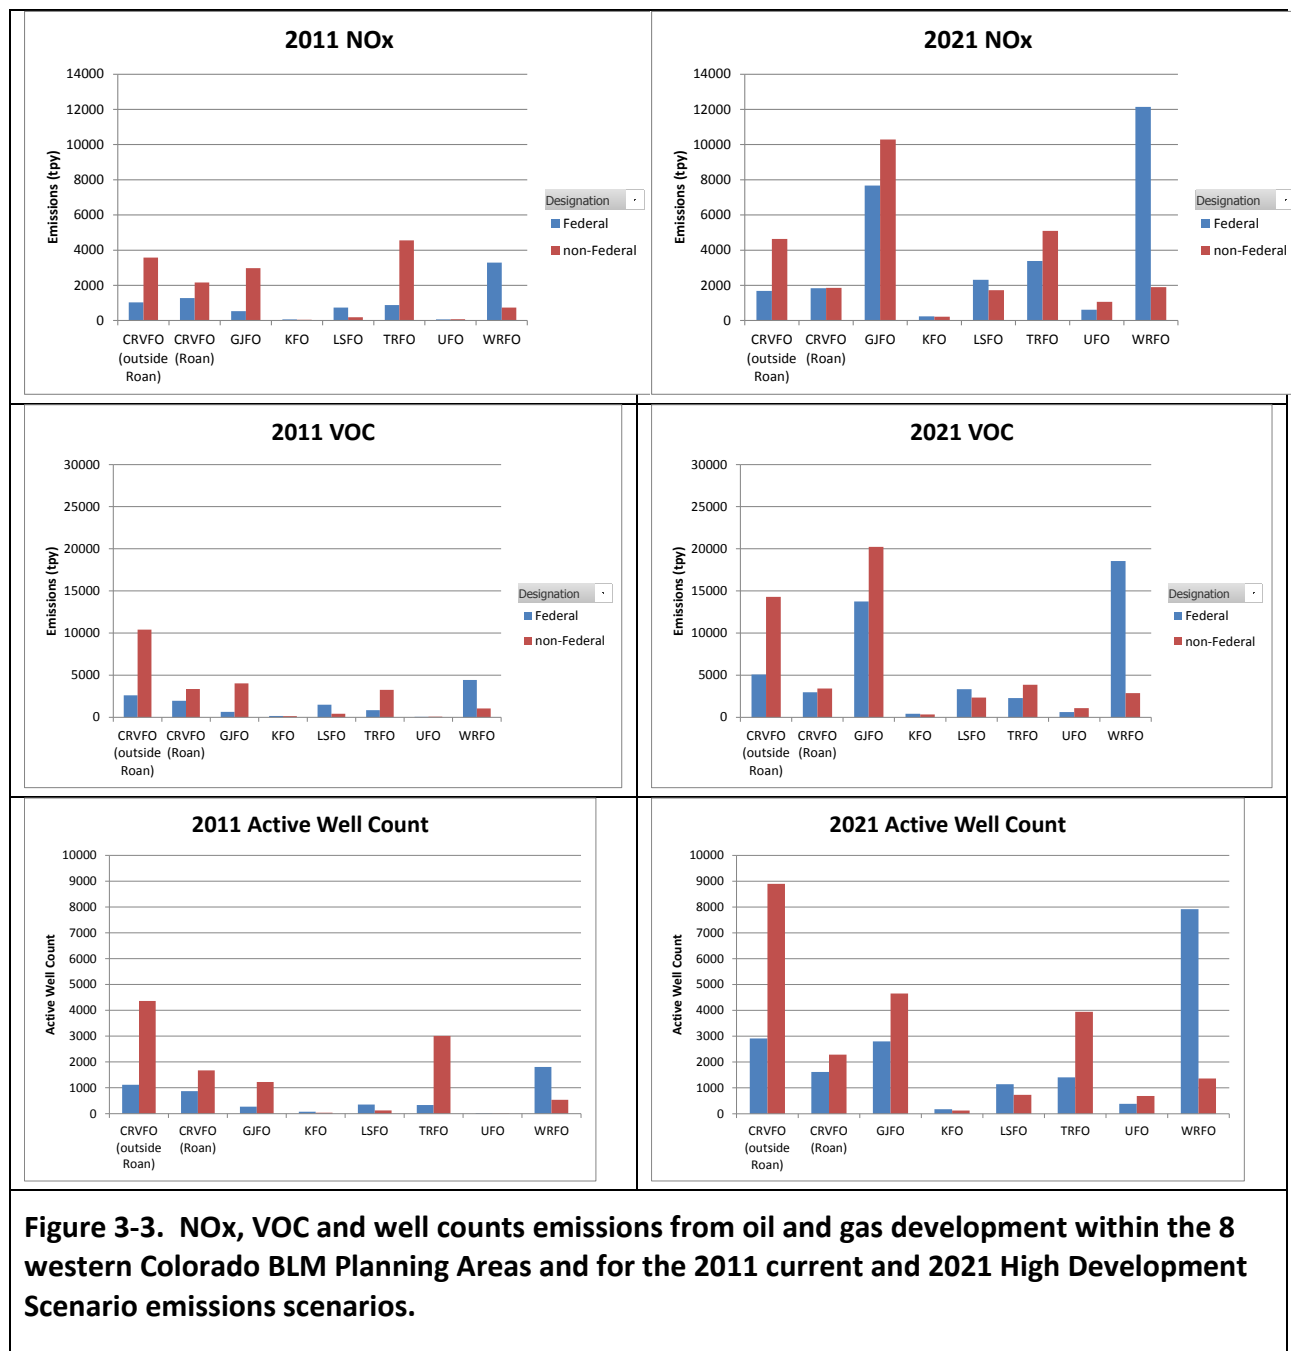 2011 NOx
14000
12000
10000
8000
6000
4000
2000
0
Emissions (tpy)
CRVFO CRVFO GJFO KFO LSFO TRFO UFO WRFO
(outside (Roan)
Roan)
Designation
Federal
non-Federal
2021 NOx
14000
12000
10000
8000
6000
4000
2000
0
Emissions (tpy)
CRVFO CRVFO GJFO KFO LSFO TRFO UFO WRFO
(outside (Roan)
Roan)
Designation
Federal
non-Federal
2011 VOC
30000
25000
20000
15000
10000
5000
0
Emissions (tpy)
CRVFO CRVFO GJFO KFO LSFO TRFO UFO WRFO
(outside (Roan)
Roan)
Designation
Federal
non-Federal
2021 VOC
30000
25000
20000
15000
10000
5000
0
Emissions (tpy)
CRVFO CRVFO GJFO KFO LSFO TRFO UFO WRFO
(outside (Roan)
Roan)
Designation
Federal
non-Federal
2011 Active Well Count
10000
9000
8000
7000
6000
5000
4000
3000
2000
1000
0
Active Well Count
CRVFO CRVFO GJFO KFO LSFO TRFO UFO WRFO
(outside (Roan)
Roan)
2021 Active Well Count
10000
9000
8000
7000
6000
5000
4000
3000
2000
1000
0
Active Well Count
CRVFO CRVFO GJFO KFO LSFO TRFO UFO WRFO
(outside (Roan)
Roan)
Figure 3-3. NOx, VOC and well counts emissions from oil and gas development within the 8
western Colorado BLM Planning Areas and for the 2011 current and 2021 High Development
Scenario emissions scenarios.